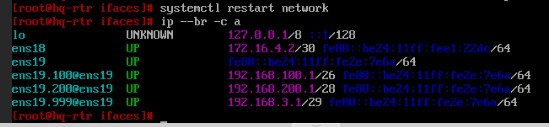 [root@hq-rtr ifaces]# systemctl restart network
[root@hq-rtr ifaces]# ip --br -c a
lo UNKNOWN 127.0.0.1/8 ::1/128
ens18 UP 172.16.4.2/30 fe80::be24:11ff:fee1:22dc/64
ens19 UP fe80::be24:11ff:fe2e:7e6a/64
ens19.100@ens19 UP 192.168.100.1/26 fe80::be24:11ff:fe2e:7e6a/64
ens19.200@ens19 UP 192.168.200.1/28 fe80::be24:11ff:fe2e:7e6a/64
ens19.999@ens19 UP 192.168.3.1/29 fe80::be24:11ff:fe2e:7e6a/64
[root@hq-rtr ifaces]#